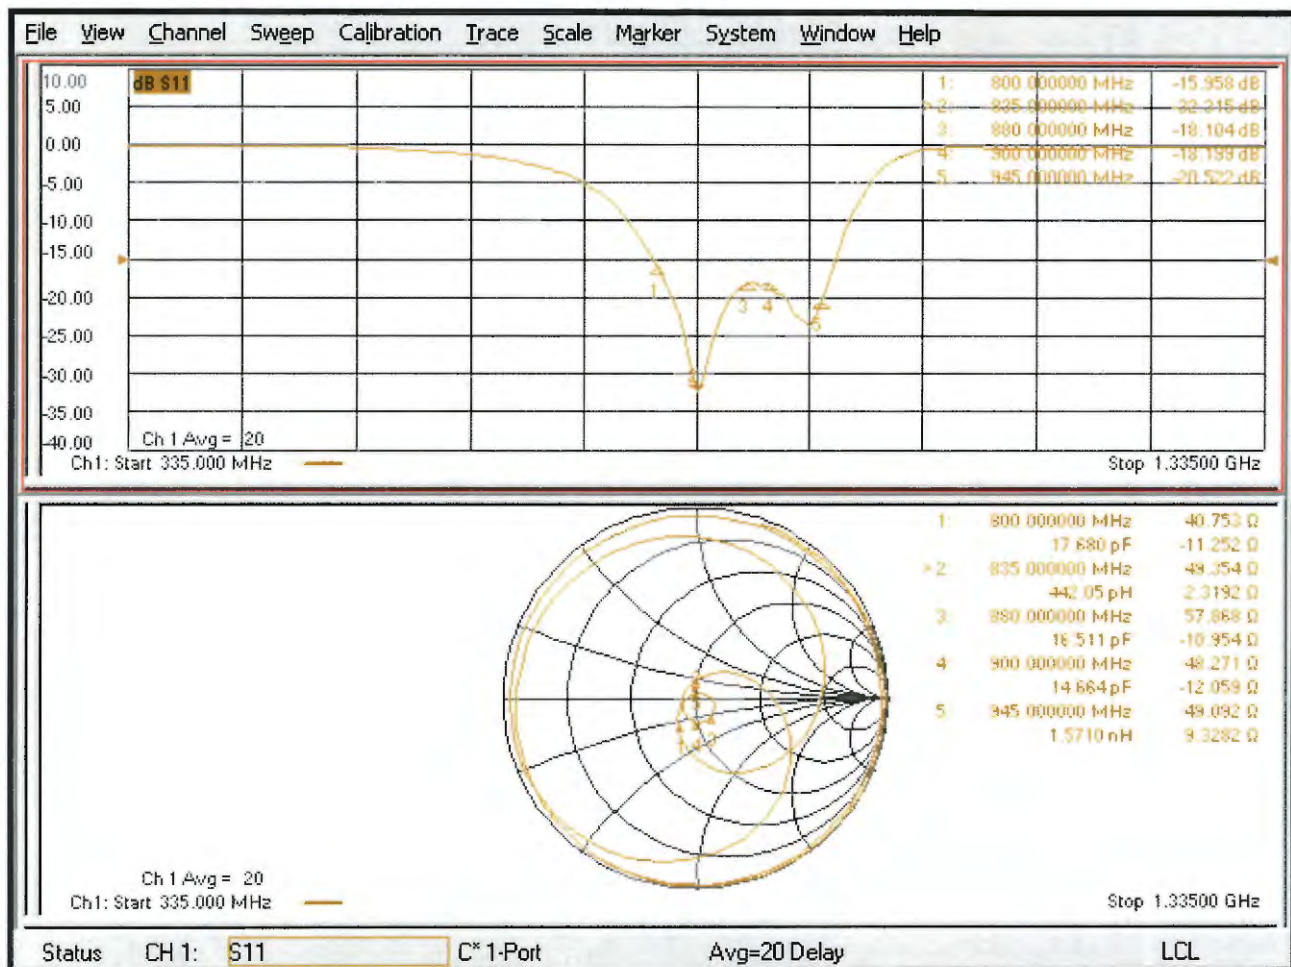 File View Channel Sweep Calibration Trace Scale Marker System Window Help
10.00
5.00
0.00
-5.00
-10.00
-15.00
-20.00
-25.00
-30.00
-35.00
-40.00
dB S11
1: 800.000000 MHz -15.958 dB
>2: 835.000000 MHz -32.215 dB
3: 880.000000 MHz -18.104 dB
4: 900.000000 MHz -18.199 dB
5: 945.000000 MHz -20.522 dB
1
3
4
5
Ch 1 Avg = 20
Ch1: Start 335.000 MHz
Stop 1.33500 GHz
1: 800.000000 MHz 40.753 Ω
17.680 pF -11.252 Ω
>2: 835.000000 MHz 49.354 Ω
442.05 pH 2.3192 Ω
3: 880.000000 MHz 57.868 Ω
16.511 pF -10.954 Ω
4: 900.000000 MHz 48.271 Ω
14.664 pF -12.059 Ω
5: 945.000000 MHz 49.092 Ω
1.5710 nH 9.3282 Ω
Ch 1 Avg = 20
Ch1: Start 335.000 MHz
Stop 1.33500 GHz
Status CH 1: S11 C* 1-Port Avg=20 Delay LCL